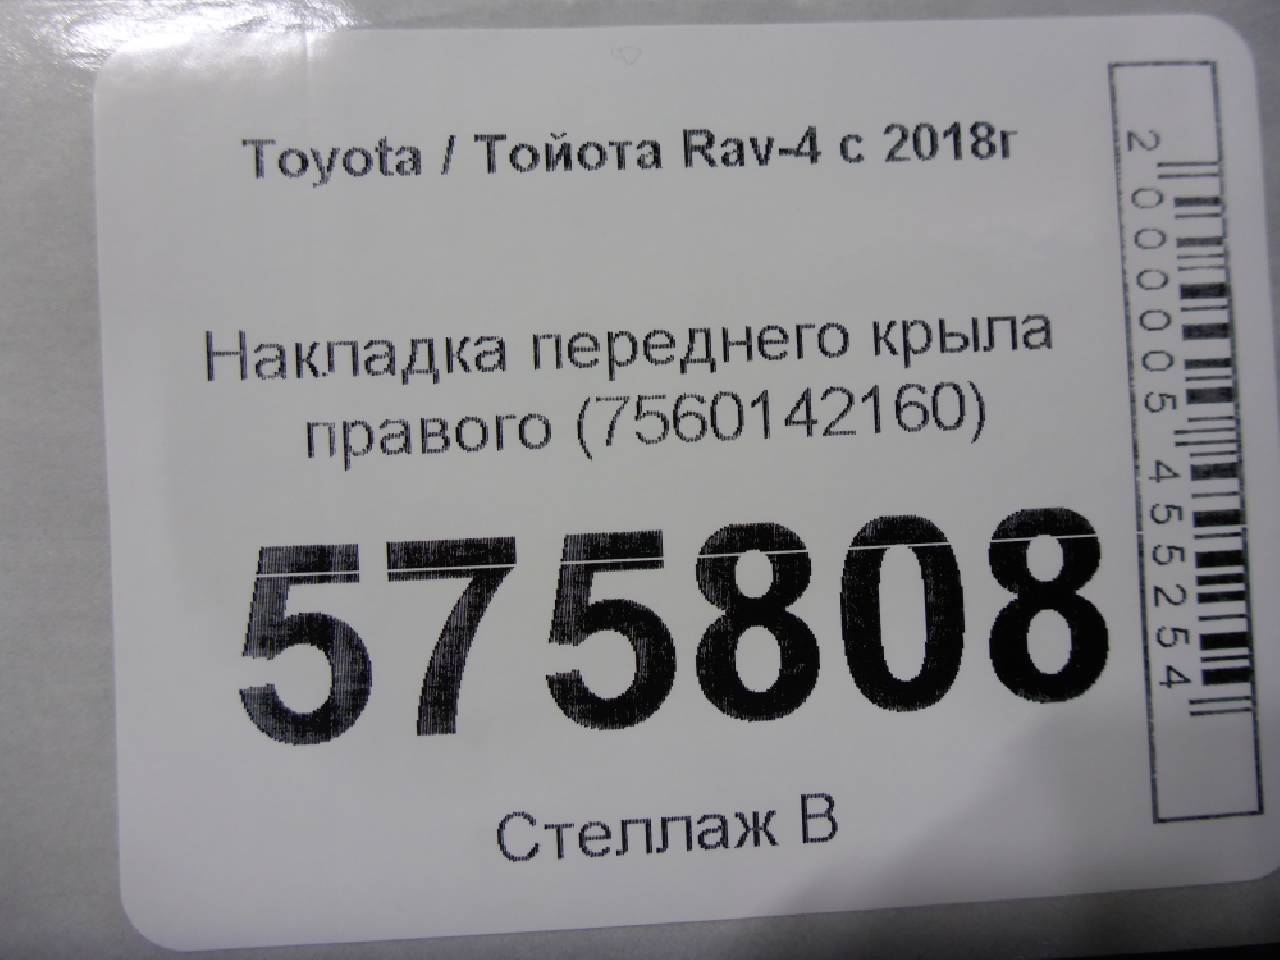 Toyota / Тойота Rav-4 с 2018г
Накладка переднего крыла
правого (7560142160)
575808
Стеллаж В
2000005455254